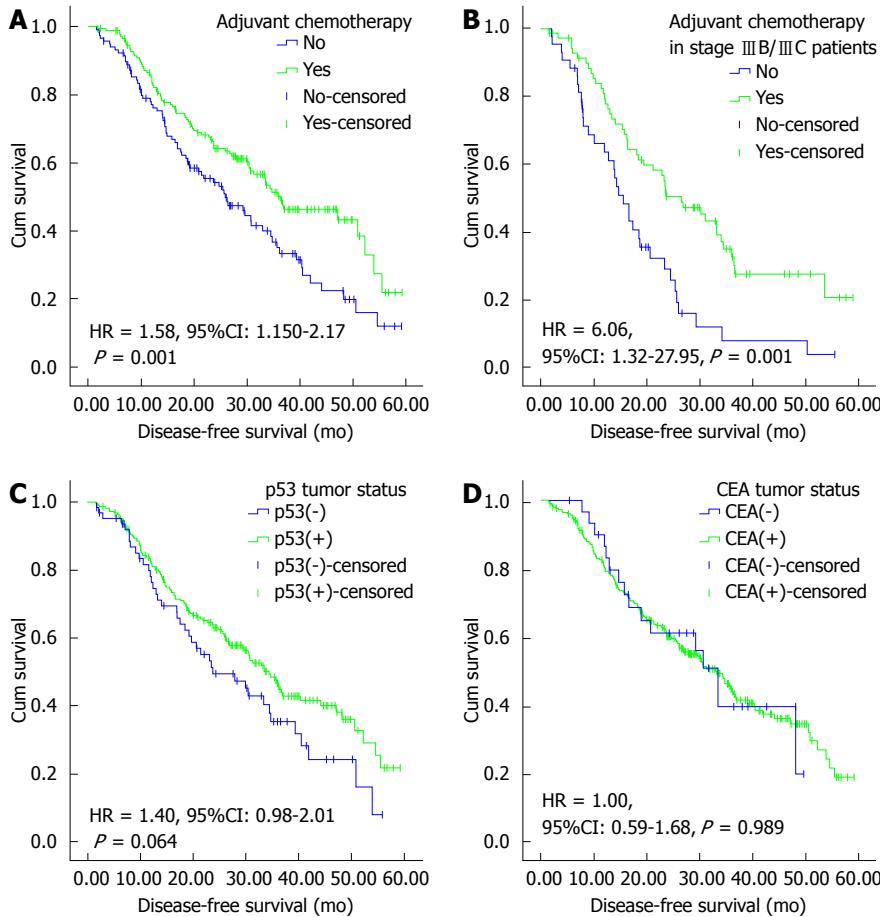 A
Adjuvant chemotherapy
No
Yes
No-censored
Yes-censored
Cum survival
1.0
0.8
0.6
0.4
0.2
0.0
HR = 1.58, 95%CI: 1.150-2.17
P = 0.001
0.00 10.00 20.00 30.00 40.00 50.00 60.00
Disease-free survival (mo)
B
Adjuvant chemotherapy
in stage ⅢB/ⅢC patients
No
Yes
No-censored
Yes-censored
Cum survival
1.0
0.8
0.6
0.4
0.2
0.0
HR = 6.06,
95%CI: 1.32-27.95, P = 0.001
0.00 10.00 20.00 30.00 40.00 50.00 60.00
Disease-free survival (mo)
C
p53 tumor status
p53(-)
p53(+)
p53(-)-censored
p53(+)-censored
Cum survival
1.0
0.8
0.6
0.4
0.2
0.0
HR = 1.40, 95%CI: 0.98-2.01
P = 0.064
0.00 10.00 20.00 30.00 40.00 50.00 60.00
Disease-free survival (mo)
D
CEA tumor status
CEA(-)
CEA(+)
CEA(-)-censored
CEA(+)-censored
Cum survival
1.0
0.8
0.6
0.4
0.2
0.0
HR = 1.00,
95%CI: 0.59-1.68, P = 0.989
0.00 10.00 20.00 30.00 40.00 50.00 60.00
Disease-free survival (mo)